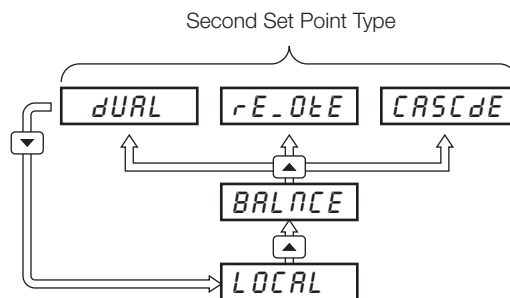 Second Set Point Type
dUAL rE_OtE CASCdE
BALnCE
LOCAL